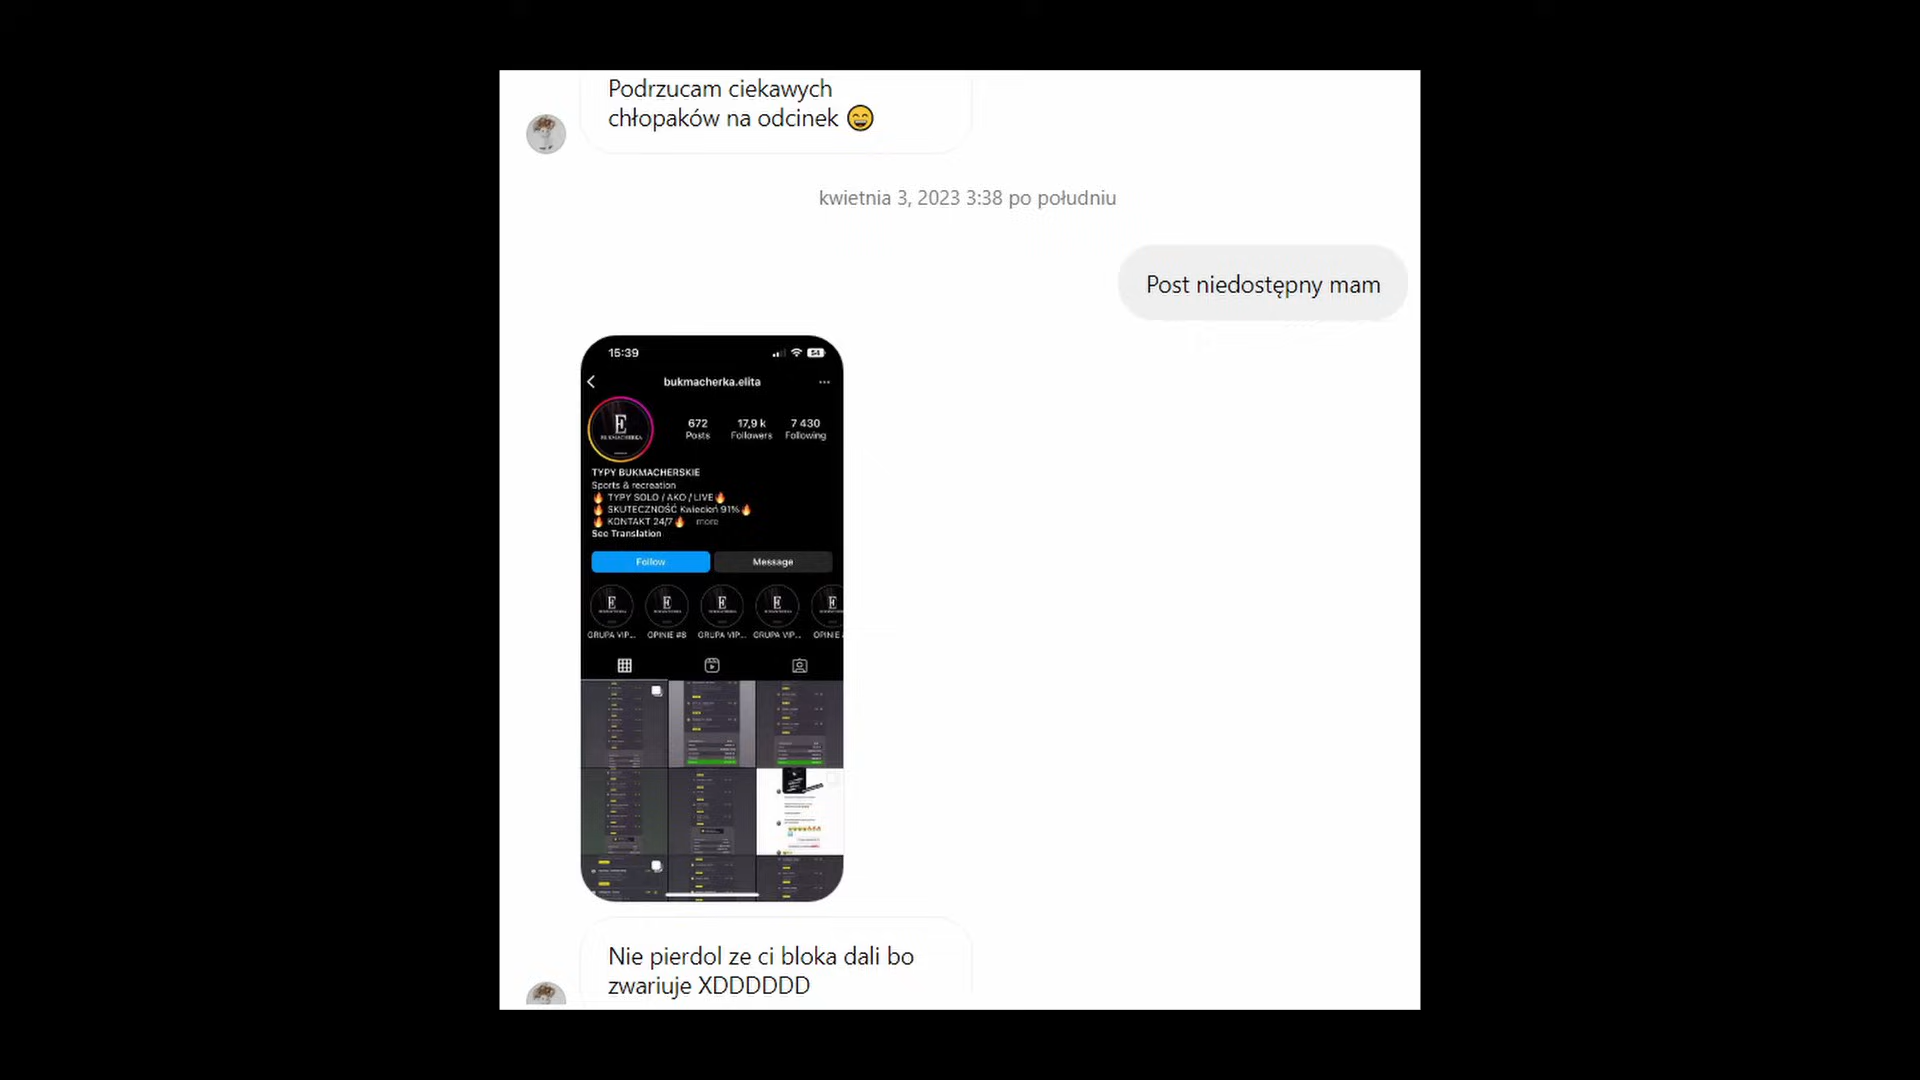 Podrzucam ciekawych
chłopaków na odcinek 😄
kwietnia 3, 2023 3:38 po południu
Post niedostępny mam
15:39
54
bukmacherka.elita
672 17,9 k 7 430
Posts Followers Following
E
BUKMACHERKA
TYPY BUKMACHERSKIE
Sports & recreation
🔥 TYPY SOLO / AKO / LIVE🔥
🔥 SKUTECZNOŚĆ Kwiecień 91%🔥
🔥 KONTAKT 24/7🔥 more
See Translation
Follow Message
E E E E E
GRUPA VIP... OPINIE #8 GRUPA VIP... GRUPA VIP... OPINIE
Nie pierdol ze ci bloka dali bo
zwariuje XDDDDDD